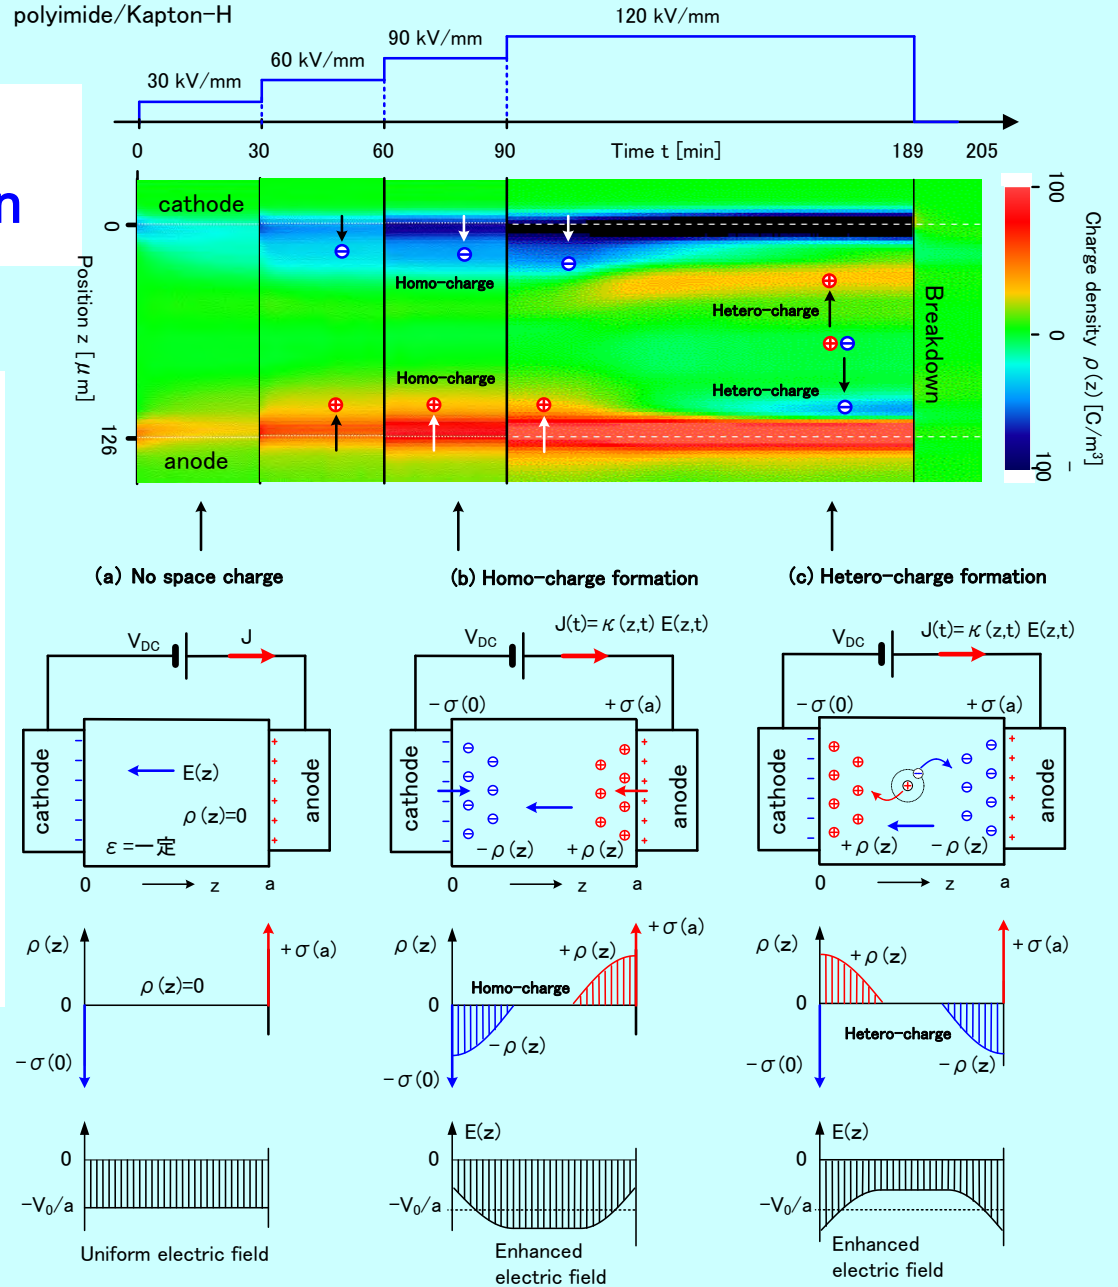 polyimide/Kapton-H
120 kV/mm
90 kV/mm
60 kV/mm
30 kV/mm
0 30 60 90 Time t [min] 189 205
n
cathode
0
Position z [μm]
126
anode
Homo-charge
Homo-charge
Hetero-charge
Hetero-charge
Breakdown
100
0
−100
Charge density ρ(z) [C/m³]
(a) No space charge
(b) Homo-charge formation
(c) Hetero-charge formation
V_DC J
cathode
E(z)
ρ(z)=0
ε=一定
anode
0 z a
V_DC J(t)=κ(z,t) E(z,t)
−σ(0) +σ(a)
cathode
−ρ(z) +ρ(z)
anode
0 z a
V_DC J(t)=κ(z,t) E(z,t)
−σ(0) +σ(a)
cathode
+ρ(z) −ρ(z)
anode
0 z a
ρ(z)
+σ(a)
ρ(z)=0
0
−σ(0)
ρ(z)
+σ(a)
+ρ(z)
Homo-charge
0
−ρ(z)
−σ(0)
ρ(z)
+σ(a)
+ρ(z)
0
Hetero-charge
−ρ(z)
−σ(0)
0
−V₀/a
Uniform electric field
E(z)
0
−V₀/a
Enhanced
electric field
E(z)
0
−V₀/a
Enhanced
electric field